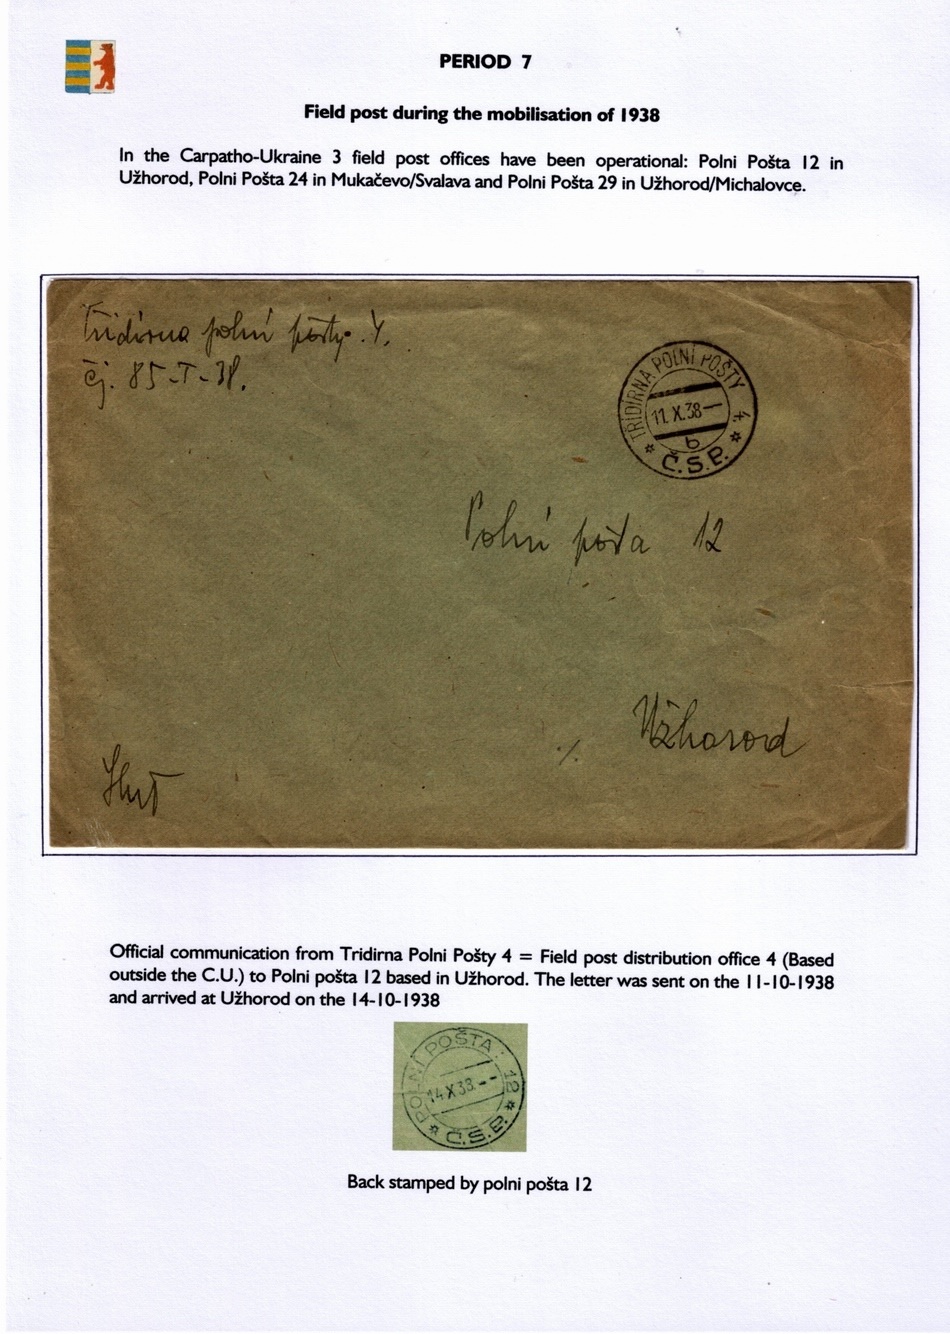 PERIOD 7
Field post during the mobilisation of 1938
In the Carpatho-Ukraine 3 field post offices have been operational: Polni Pošta 12 in
Užhorod, Polni Pošta 24 in Mukačevo/Svalava and Polni Pošta 29 in Užhorod/Michalovce.
Třidírna polní pošty. 4.
čj. 85-T-38.
TŘIDÍRNA POLNÍ POŠTY 4
11.X.38–
b
* Č.S.P. *
Polní pošta 12
Užhorod
Official communication from Tridirna Polni Pošty 4 = Field post distribution office 4 (Based
outside the C.U.) to Polni pošta 12 based in Užhorod. The letter was sent on the 11-10-1938
and arrived at Užhorod on the 14-10-1938
POLNÍ POŠTA: 12
14.X.38.--
* Č.S.P. *
Back stamped by polni pošta 12